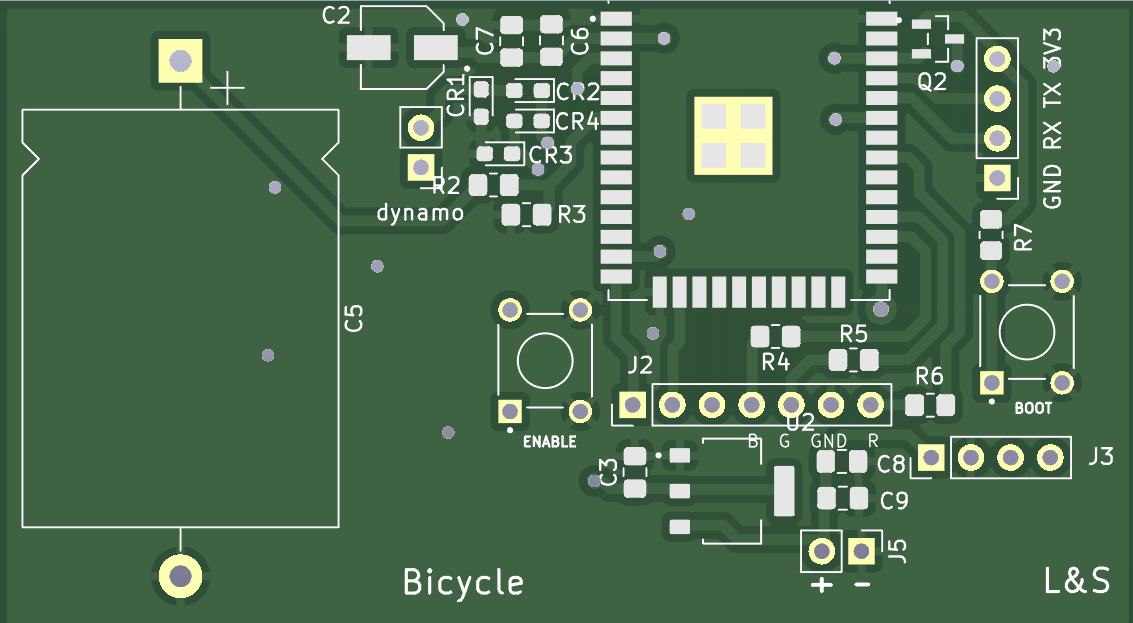 C2
C7
C6
Q2
3V3
TX
RX
GND
CR1
CR2
CR4
CR3
R2
dynamo
R3
R7
C5
R4
R5
J2
R6
BOOT
ENABLE
U2
B G GND R
C3
C8
J3
C9
J5
+ -
Bicycle
L&S